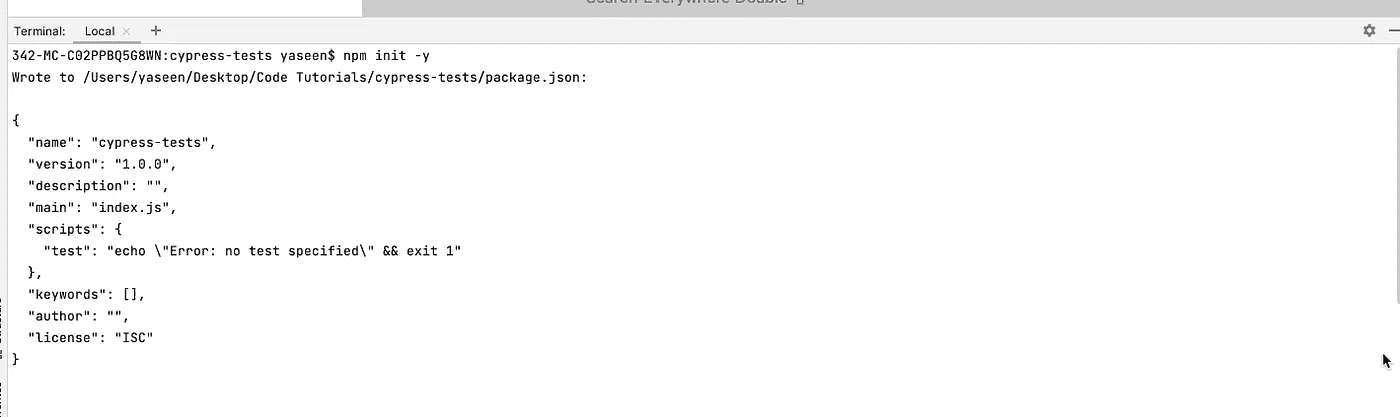 Search Everywhere Double
Terminal: Local × +
342-MC-C02PPBQ5G8WN:cypress-tests yaseen$ npm init -y
Wrote to /Users/yaseen/Desktop/Code Tutorials/cypress-tests/package.json:
{
  "name": "cypress-tests",
  "version": "1.0.0",
  "description": "",
  "main": "index.js",
  "scripts": {
    "test": "echo \"Error: no test specified\" && exit 1"
  },
  "keywords": [],
  "author": "",
  "license": "ISC"
}